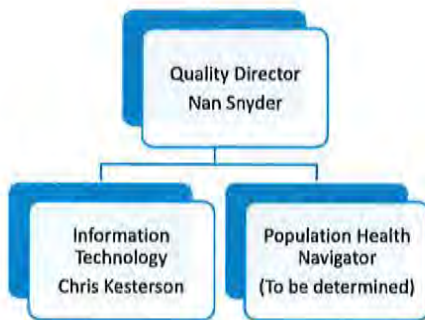 Quality Director
Nan Snyder
Information
Technology
Chris Kesterson
Population Health
Navigator
(To be determined)